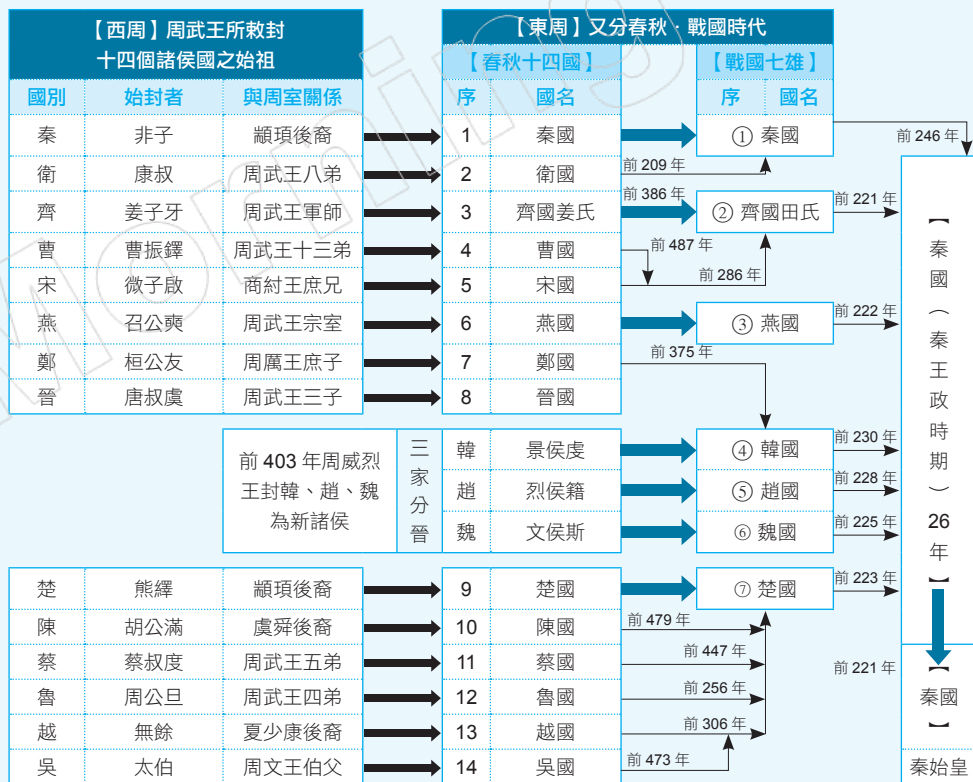 【西周】周武王所敕封
十四個諸侯國之始祖
國別 始封者 與周室關係
秦 非子 顓頊後裔
衛 康叔 周武王八弟
齊 姜子牙 周武王軍師
曹 曹振鐸 周武王十三弟
宋 微子啟 商紂王庶兄
燕 召公奭 周武王宗室
鄭 桓公友 周厲王庶子
晉 唐叔虞 周武王三子
【東周】又分春秋．戰國時代
【春秋十四國】 【戰國七雄】
序 國名 序 國名
1 秦國 ① 秦國 前 246 年
2 衛國 前 209 年
3 齊國姜氏 前 386 年 ② 齊國田氏 前 221 年
4 曹國 前 487 年
5 宋國 前 286 年
6 燕國 ③ 燕國 前 222 年
7 鄭國 前 375 年
8 晉國
前 403 年周威烈
王封韓、趙、魏
為新諸侯
三家分晉
韓 景侯虔 ④ 韓國 前 230 年
趙 烈侯籍 ⑤ 趙國 前 228 年
魏 文侯斯 ⑥ 魏國 前 225 年
楚 熊繹 顓頊後裔 9 楚國 ⑦ 楚國 前 223 年
陳 胡公滿 虞舜後裔 10 陳國 前 479 年
蔡 蔡叔度 周武王五弟 11 蔡國 前 447 年
魯 周公旦 周武王四弟 12 魯國 前 256 年
越 無餘 夏少康後裔 13 越國 前 306 年
吳 太伯 周文王伯父 14 吳國 前 473 年
【秦國（秦王政時期）26年】
前 221 年
【秦國】
秦始皇
Morning